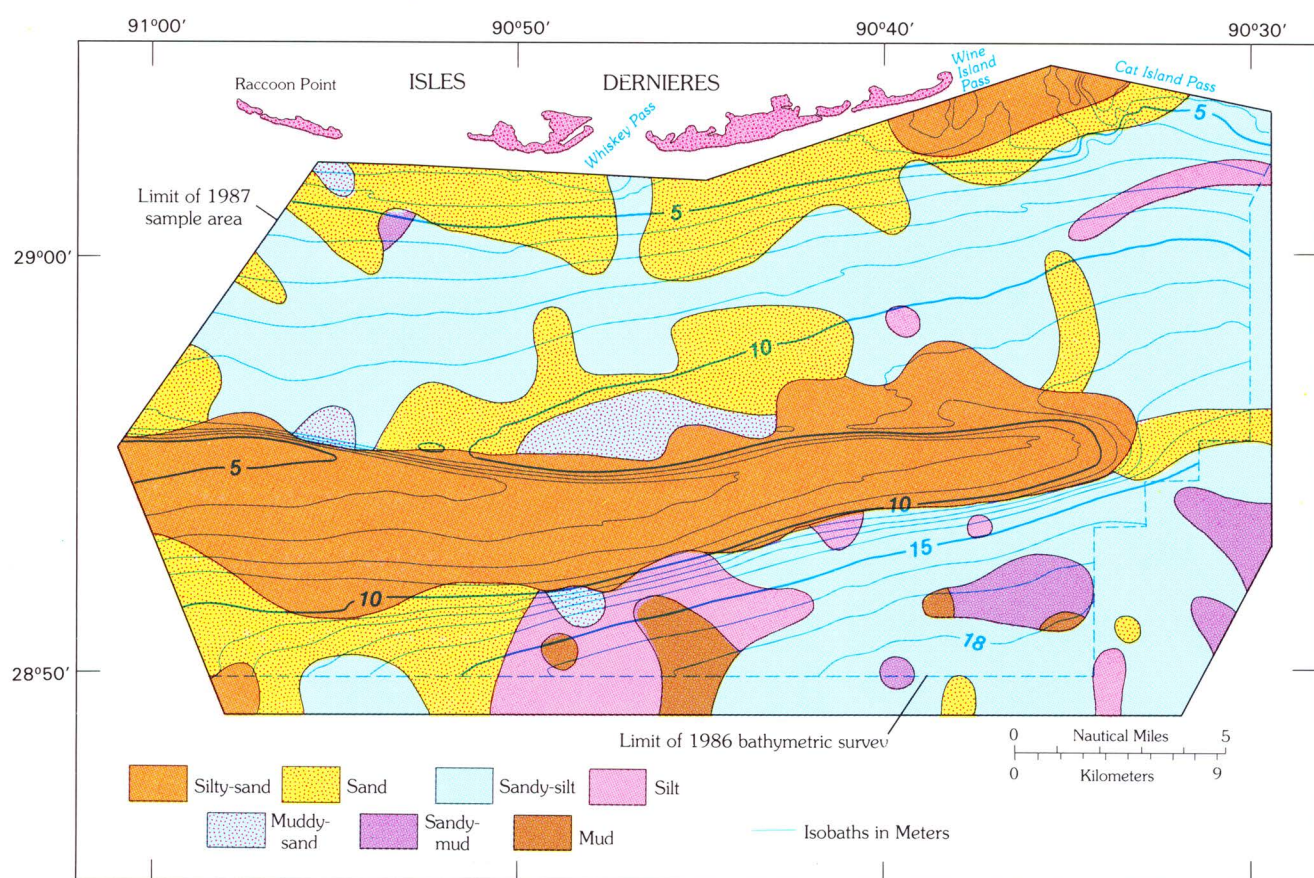 91°00′ 90°50′ 90°40′ 90°30′
Raccoon Point
ISLES DERNIERES
Wine
Island
Pass
Cat Island Pass
Whiskey Pass
Limit of 1987
sample area
5
5
29°00′
10
5
10
15
10
18
28°50′
Limit of 1986 bathymetric survey
0 Nautical Miles 5
0 Kilometers 9
Silty-sand Sand Sandy-silt Silt
Muddy-
sand
Sandy-
mud
Mud
Isobaths in Meters